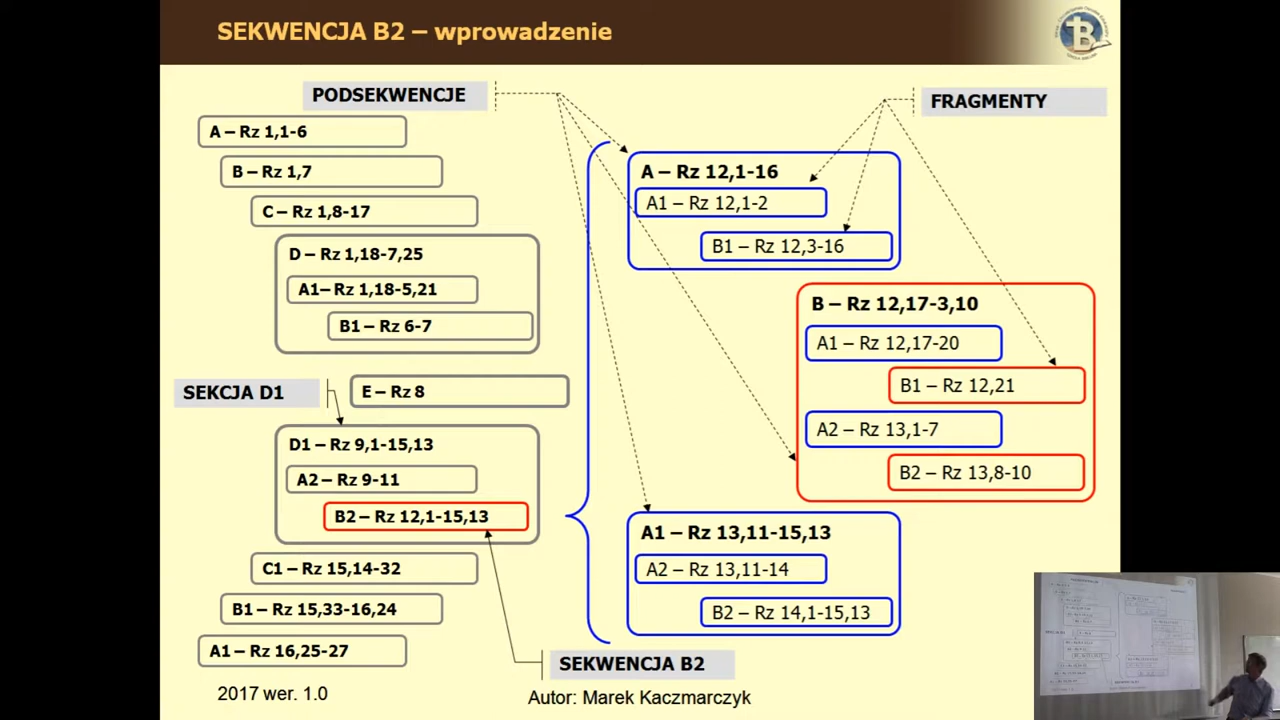 SEKWENCJA B2 – wprowadzenie
PODSEKWENCJE
FRAGMENTY
A – Rz 1,1-6
B – Rz 1,7
C – Rz 1,8-17
D – Rz 1,18-7,25
A1– Rz 1,18-5,21
B1 – Rz 6-7
SEKCJA D1
E – Rz 8
D1 – Rz 9,1-15,13
A2 – Rz 9-11
B2 – Rz 12,1-15,13
C1 – Rz 15,14-32
B1 – Rz 15,33-16,24
A1 – Rz 16,25-27
A – Rz 12,1-16
A1 – Rz 12,1-2
B1 – Rz 12,3-16
B – Rz 12,17-3,10
A1 – Rz 12,17-20
B1 – Rz 12,21
A2 – Rz 13,1-7
B2 – Rz 13,8-10
A1 – Rz 13,11-15,13
A2 – Rz 13,11-14
B2 – Rz 14,1-15,13
SEKWENCJA B2
2017 wer. 1.0
Autor: Marek Kaczmarczyk